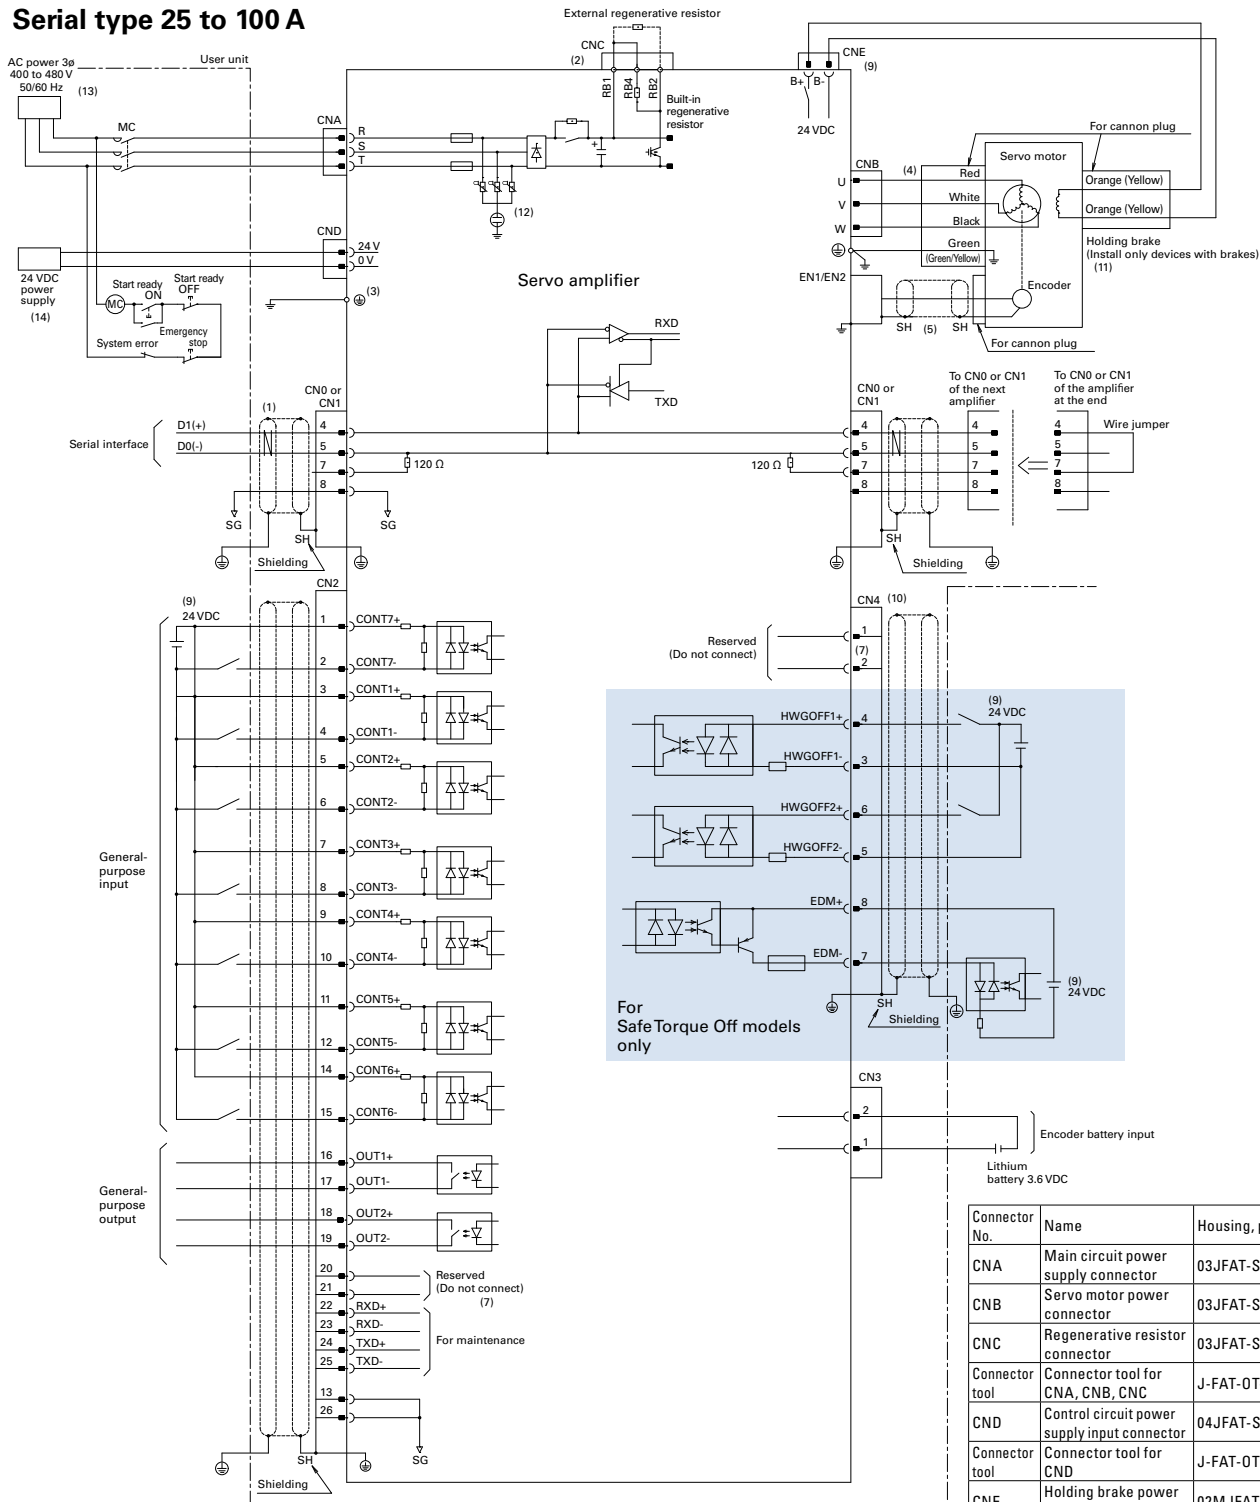 Serial type 25 to 100 A
External regenerative resistor
AC power 3ø
400 to 480 V
50/60 Hz
(13)
User unit
CNC
(2)
RB1
RB4
RB2
Built-in
regenerative
resistor
CNE
(9)
B+
B-
24 VDC
MC
CNA
R
S
T
(12)
For cannon plug
Servo motor
CNB
(4)
U
V
W
Red
White
Black
Green
(Green/Yellow)
Orange (Yellow)
Orange (Yellow)
Holding brake
(Install only devices with brakes)
(11)
CND
24 V
0 V
(3)
24 VDC
power
supply
(14)
Start ready
ON
Start ready
OFF
MC
Emergency
stop
System error
Servo amplifier
EN1/EN2
Encoder
SH
(5)
SH
For cannon plug
RXD
TXD
CN0 or
CN1
(1)
Serial interface
D1(+)
D0(-)
4
5
7
8
120 Ω
SG
SG
SH
Shielding
CN0 or
CN1
120 Ω
4
5
7
8
SH
Shielding
To CN0 or CN1
of the next
amplifier
4
5
7
8
To CN0 or CN1
of the amplifier
at the end
4
5
7
8
Wire jumper
CN2
(9)
24 VDC
General-
purpose
input
1 CONT7+
2 CONT7-
3 CONT1+
4 CONT1-
5 CONT2+
6 CONT2-
7 CONT3+
8 CONT3-
9 CONT4+
10 CONT4-
11 CONT5+
12 CONT5-
14 CONT6+
15 CONT6-
General-
purpose
output
16 OUT1+
17 OUT1-
18 OUT2+
19 OUT2-
20
21
Reserved
(Do not connect)
(7)
22 RXD+
23 RXD-
24 TXD+
25 TXD-
For maintenance
13
26
SG
SH
Shielding
CN4
(10)
Reserved
(Do not connect)
1
(7)
2
HWGOFF1+ 4
HWGOFF1- 3
HWGOFF2+ 6
HWGOFF2- 5
EDM+ 8
EDM- 7
(9)
24 VDC
(9)
24 VDC
SH
Shielding
For
Safe Torque Off models
only
CN3
2
1
Encoder battery input
Lithium
battery 3.6 VDC
Connector No. Name Housing,
CNA Main circuit power supply connector 03JFAT-S
CNB Servo motor power connector 03JFAT-S
CNC Regenerative resistor connector 03JFAT-S
Connector tool Connector tool for CNA, CNB, CNC J-FAT-OT
CND Control circuit power supply input connector 04JFAT-S
Connector tool Connector tool for CND J-FAT-OT
CNE Holding brake power